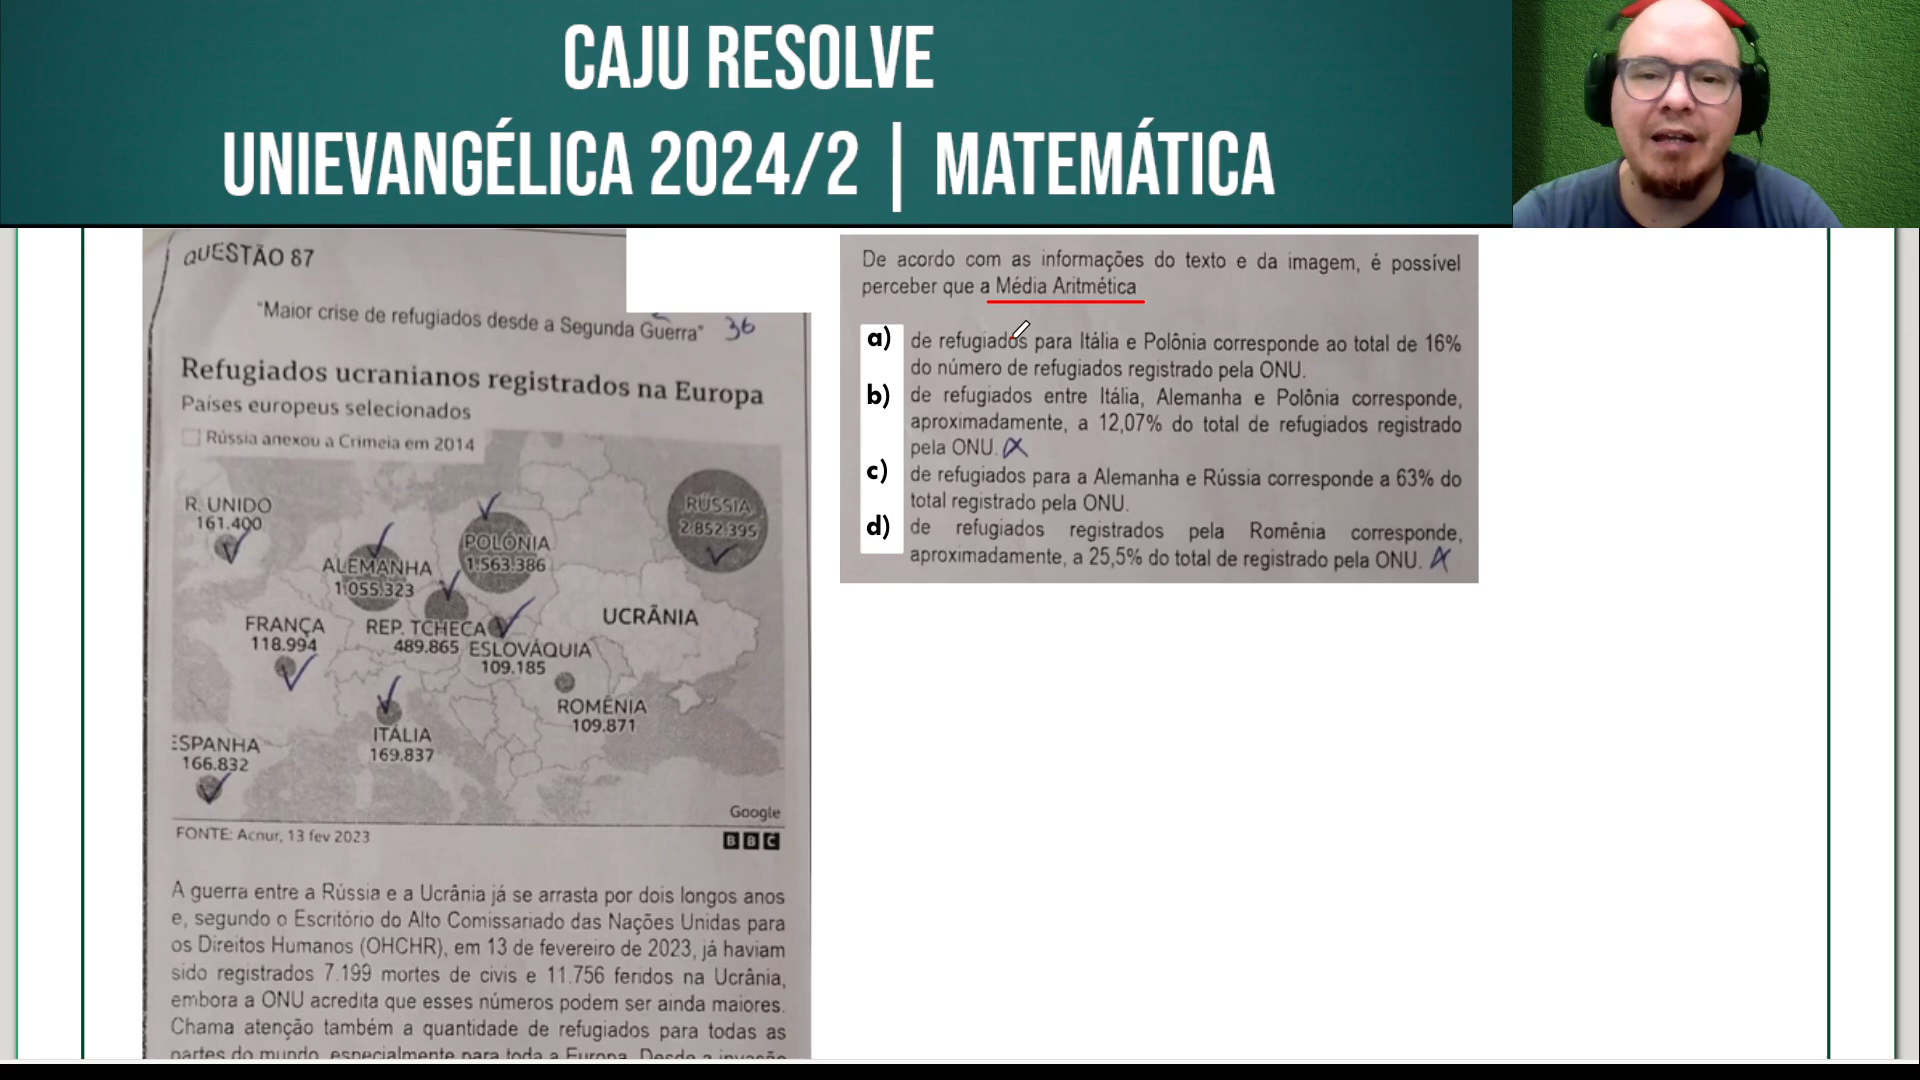 CAJU RESOLVE
UNIEVANGÉLICA 2024/2 | MATEMÁTICA
QUESTÃO 87
"Maior crise de refugiados desde a Segunda Guerra"
36
Refugiados ucranianos registrados na Europa
Países europeus selecionados
Rússia anexou a Crimeia em 2014
R. UNIDO
161.400
RÚSSIA
2.852.395
POLÔNIA
1.563.386
ALEMANHA
1.055.323
UCRÂNIA
FRANÇA
118.994
REP. TCHECA
489.865
ESLOVÁQUIA
109.185
ROMÊNIA
109.871
ITÁLIA
169.837
ESPANHA
166.832
Google
FONTE: Acnur, 13 fev 2023
BBC
A guerra entre a Rússia e a Ucrânia já se arrasta por dois longos anos
e, segundo o Escritório do Alto Comissariado das Nações Unidas para
os Direitos Humanos (OHCHR), em 13 de fevereiro de 2023, já haviam
sido registrados 7.199 mortes de civis e 11.756 feridos na Ucrânia,
embora a ONU acredita que esses números podem ser ainda maiores.
Chama atenção também a quantidade de refugiados para todas as
partes do mundo, especialmente para toda a Europa. Desde a invasão
De acordo com as informações do texto e da imagem, é possível
perceber que a Média Aritmética
a) de refugiados para Itália e Polônia corresponde ao total de 16%
do número de refugiados registrado pela ONU.
b) de refugiados entre Itália, Alemanha e Polônia corresponde,
aproximadamente, a 12,07% do total de refugiados registrado
pela ONU.
c) de refugiados para a Alemanha e Rússia corresponde a 63% do
total registrado pela ONU.
d) de refugiados registrados pela Romênia corresponde,
aproximadamente, a 25,5% do total de registrado pela ONU.